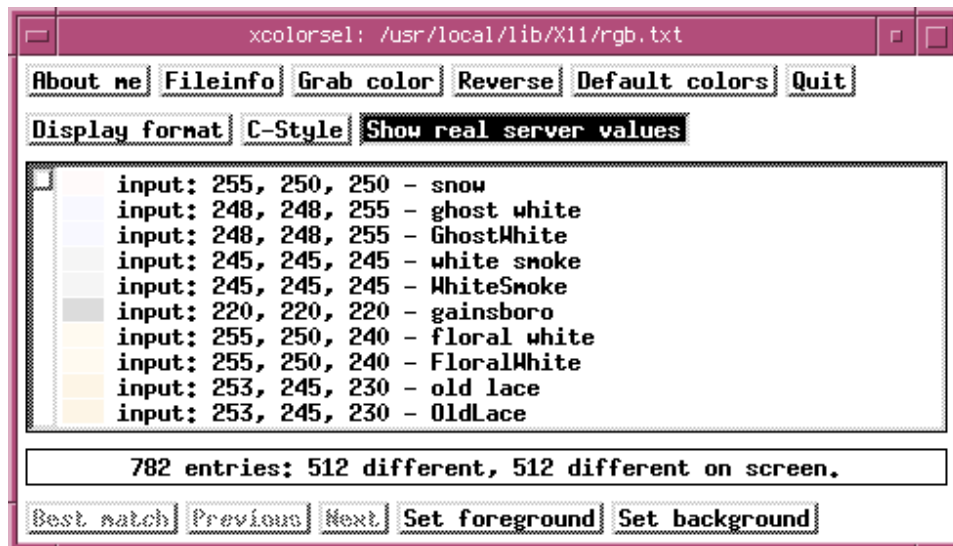 xcolorsel: /usr/local/lib/X11/rgb.txt
About me Fileinfo Grab color Reverse Default colors Quit
Display format C-Style Show real server values
input: 255, 250, 250 - snow
input: 248, 248, 255 - ghost white
input: 248, 248, 255 - GhostWhite
input: 245, 245, 245 - white smoke
input: 245, 245, 245 - WhiteSmoke
input: 220, 220, 220 - gainsboro
input: 255, 250, 240 - floral white
input: 255, 250, 240 - FloralWhite
input: 253, 245, 230 - old lace
input: 253, 245, 230 - OldLace
782 entries: 512 different, 512 different on screen.
Best match Previous Next Set foreground Set background